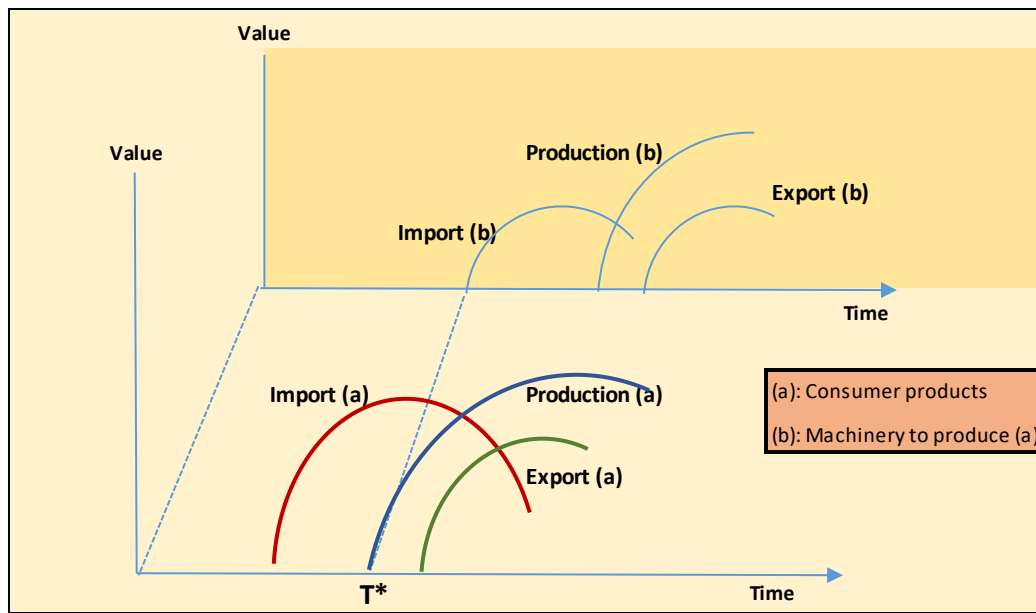 Value
Value
Production (b)
Export (b)
Import (b)
Time
Import (a)
Production (a)
(a): Consumer products
(b): Machinery to produce (a)
Export (a)
T*
Time